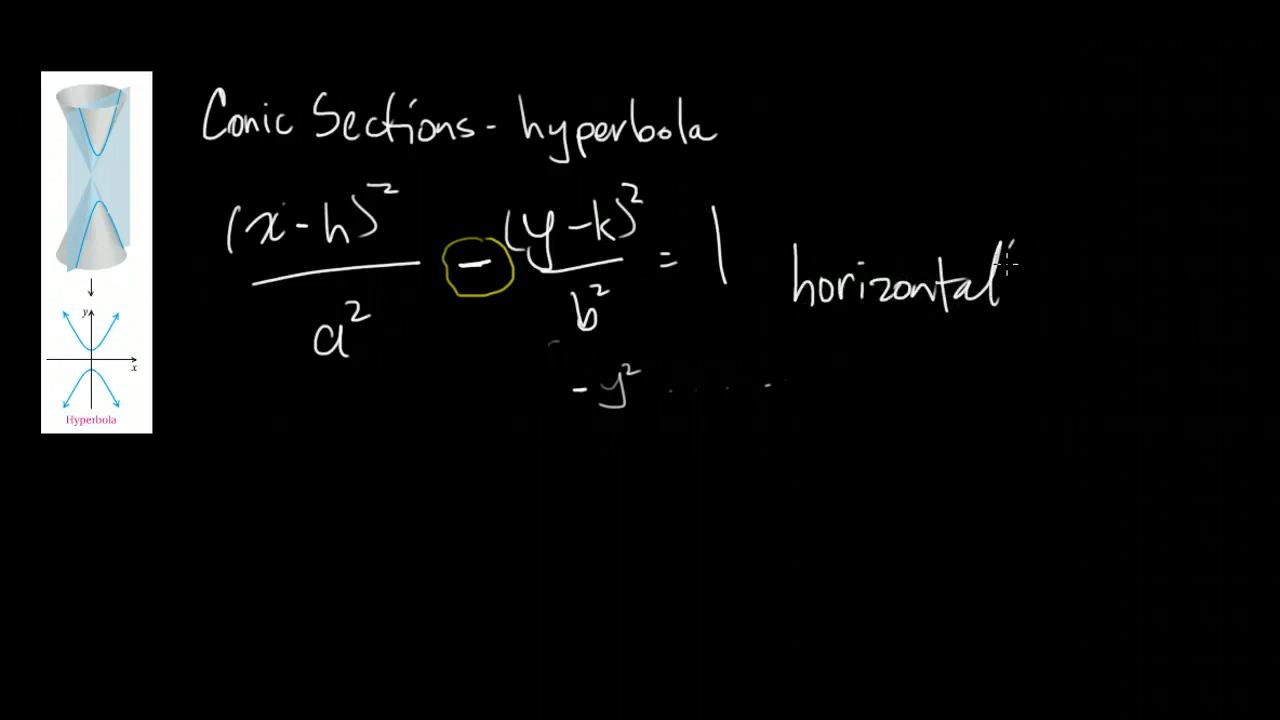 Conic Sections - hyperbola
(x - h)² / a² - (y - k)² / b² = 1 horizontal
- y²
y
x
Hyperbola